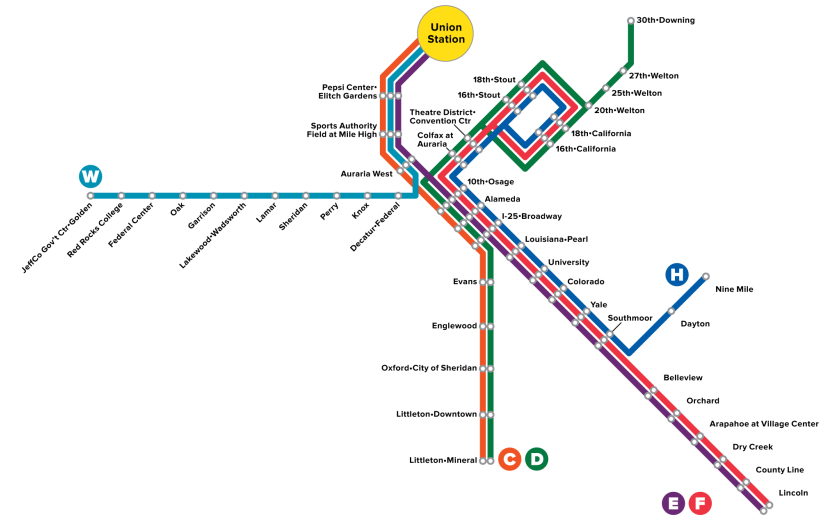 Union
Station
30th•Downing
27th•Welton
25th•Welton
20th•Welton
18th•California
16th•California
18th•Stout
16th•Stout
Theatre District•
Convention Ctr
Colfax at
Auraria
Pepsi Center•
Elitch Gardens
Sports Authority
Field at Mile High
Auraria West
W
JeffCo Gov't Ctr•Golden
Red Rocks College
Federal Center
Oak
Garrison
Lakewood•Wadsworth
Lamar
Sheridan
Perry
Knox
Decatur•Federal
10th•Osage
Alameda
I-25•Broadway
Louisiana•Pearl
University
Colorado
Yale
Southmoor
H
Nine Mile
Dayton
Evans
Englewood
Oxford•City of Sheridan
Littleton•Downtown
Littleton•Mineral
C D
Belleview
Orchard
Arapahoe at Village Center
Dry Creek
County Line
Lincoln
E F